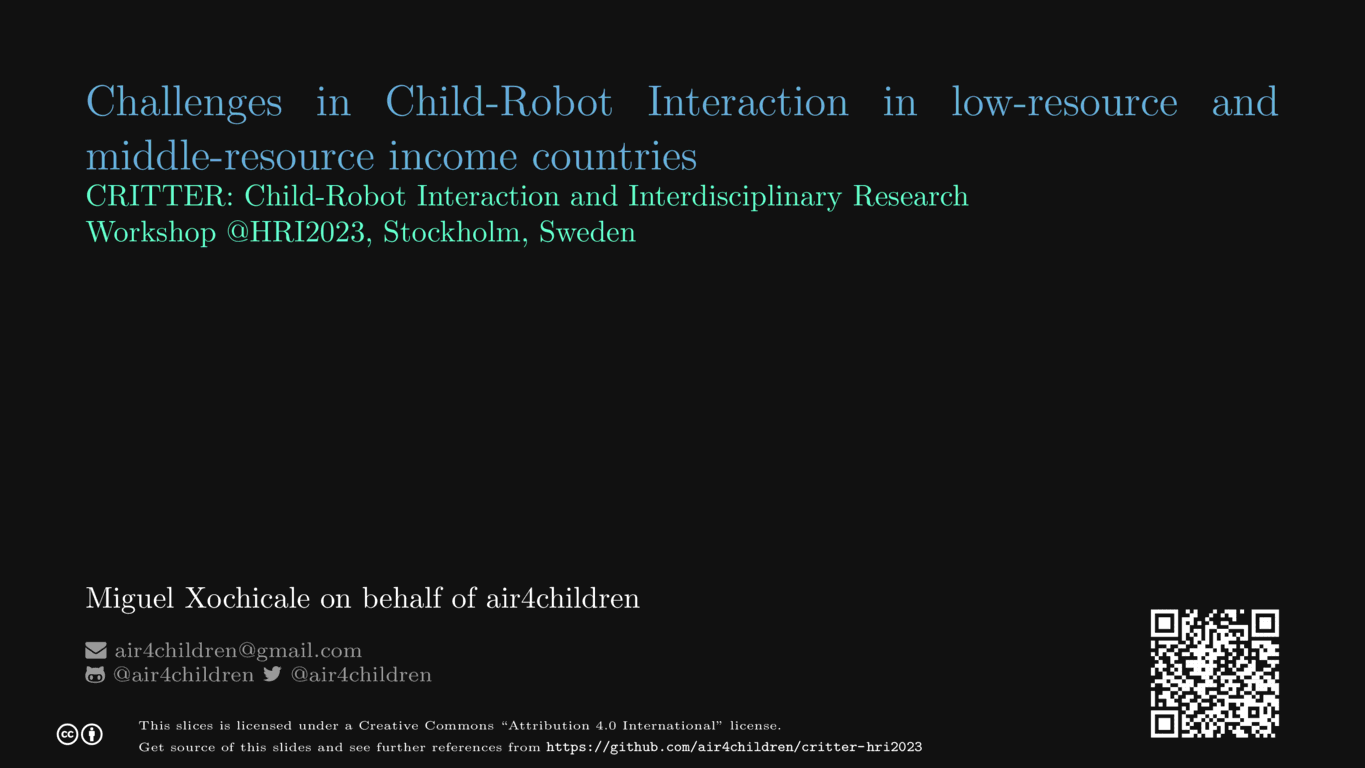 Challenges in Child-Robot Interaction in low-resource and
middle-resource income countries
CRITTER: Child-Robot Interaction and Interdisciplinary Research
Workshop @HRI2023, Stockholm, Sweden
Miguel Xochicale on behalf of air4children
air4children@gmail.com
@air4children @air4children
cc
This slices is licensed under a Creative Commons “Attribution 4.0 International” license.
Get source of this slides and see further references from https://github.com/air4children/critter-hri2023